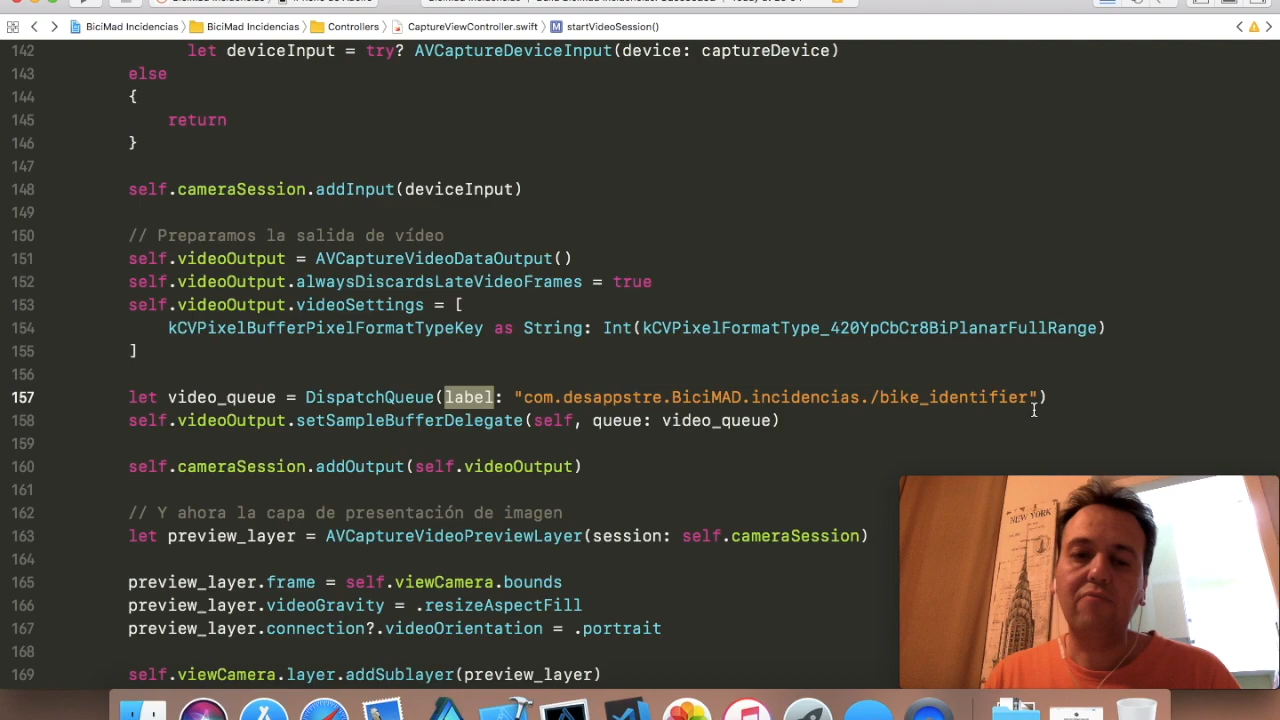 BiciMad Incidencias
BiciMad Incidencias
Controllers
CaptureViewController.swift
M
startVideoSession()
142 let deviceInput = try? AVCaptureDeviceInput(device: captureDevice)
143 else
144 {
145 return
146 }
147
148 self.cameraSession.addInput(deviceInput)
149
150 // Preparamos la salida de vídeo
151 self.videoOutput = AVCaptureVideoDataOutput()
152 self.videoOutput.alwaysDiscardsLateVideoFrames = true
153 self.videoOutput.videoSettings = [
154 kCVPixelBufferPixelFormatTypeKey as String: Int(kCVPixelFormatType_420YpCbCr8BiPlanarFullRange)
155 ]
156
157 let video_queue = DispatchQueue(label: "com.desappstre.BiciMAD.incidencias./bike_identifier")
158 self.videoOutput.setSampleBufferDelegate(self, queue: video_queue)
159
160 self.cameraSession.addOutput(self.videoOutput)
161
162 // Y ahora la capa de presentación de imagen
163 let preview_layer = AVCaptureVideoPreviewLayer(session: self.cameraSession)
164
165 preview_layer.frame = self.viewCamera.bounds
166 preview_layer.videoGravity = .resizeAspectFill
167 preview_layer.connection?.videoOrientation = .portrait
168
169 self.viewCamera.layer.addSublayer(preview_layer)
NEW YORK